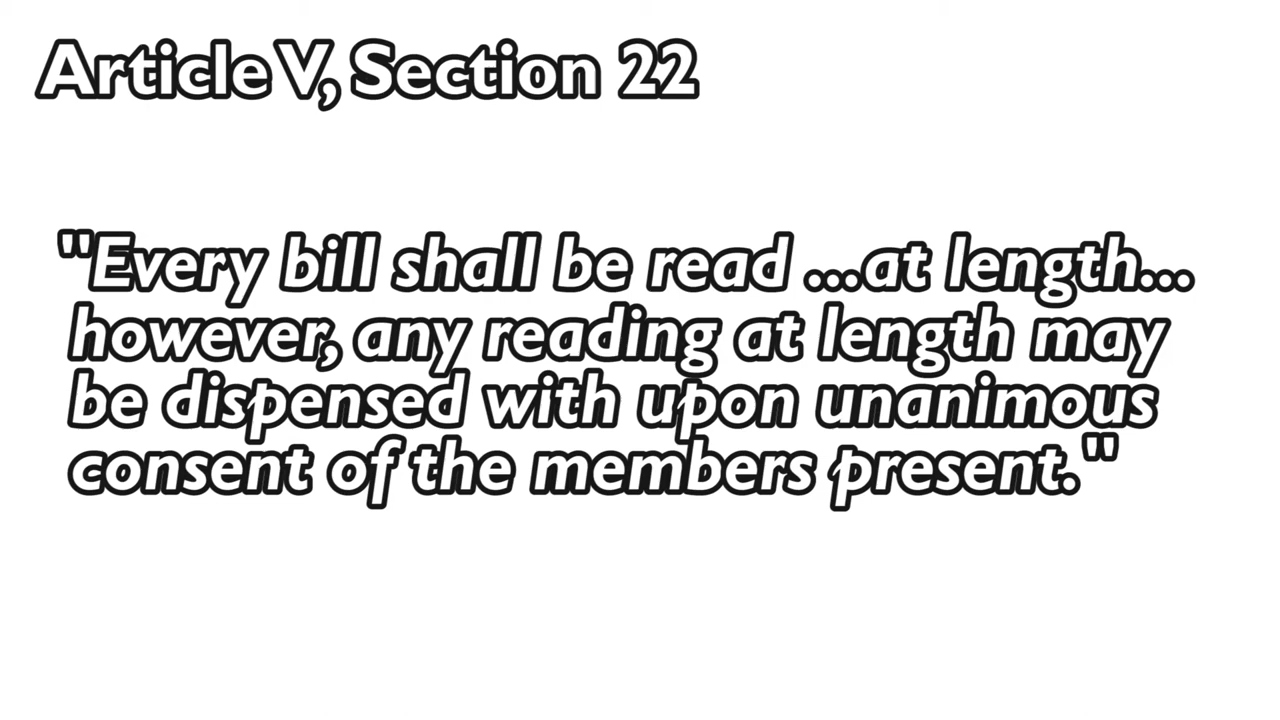 Article V, Section 22
"Every bill shall be read ...at length...
however, any reading at length may
be dispensed with upon unanimous
consent of the members present."